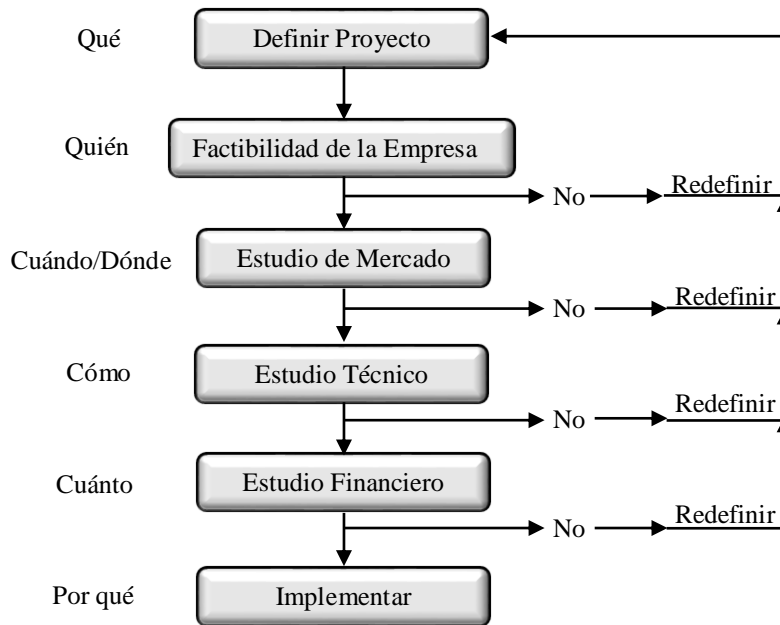 Qué
Definir Proyecto
Quién
Factibilidad de la Empresa
No
Redefinir
Cuándo/Dónde
Estudio de Mercado
No
Redefinir
Cómo
Estudio Técnico
No
Redefinir
Cuánto
Estudio Financiero
No
Redefinir
Por qué
Implementar